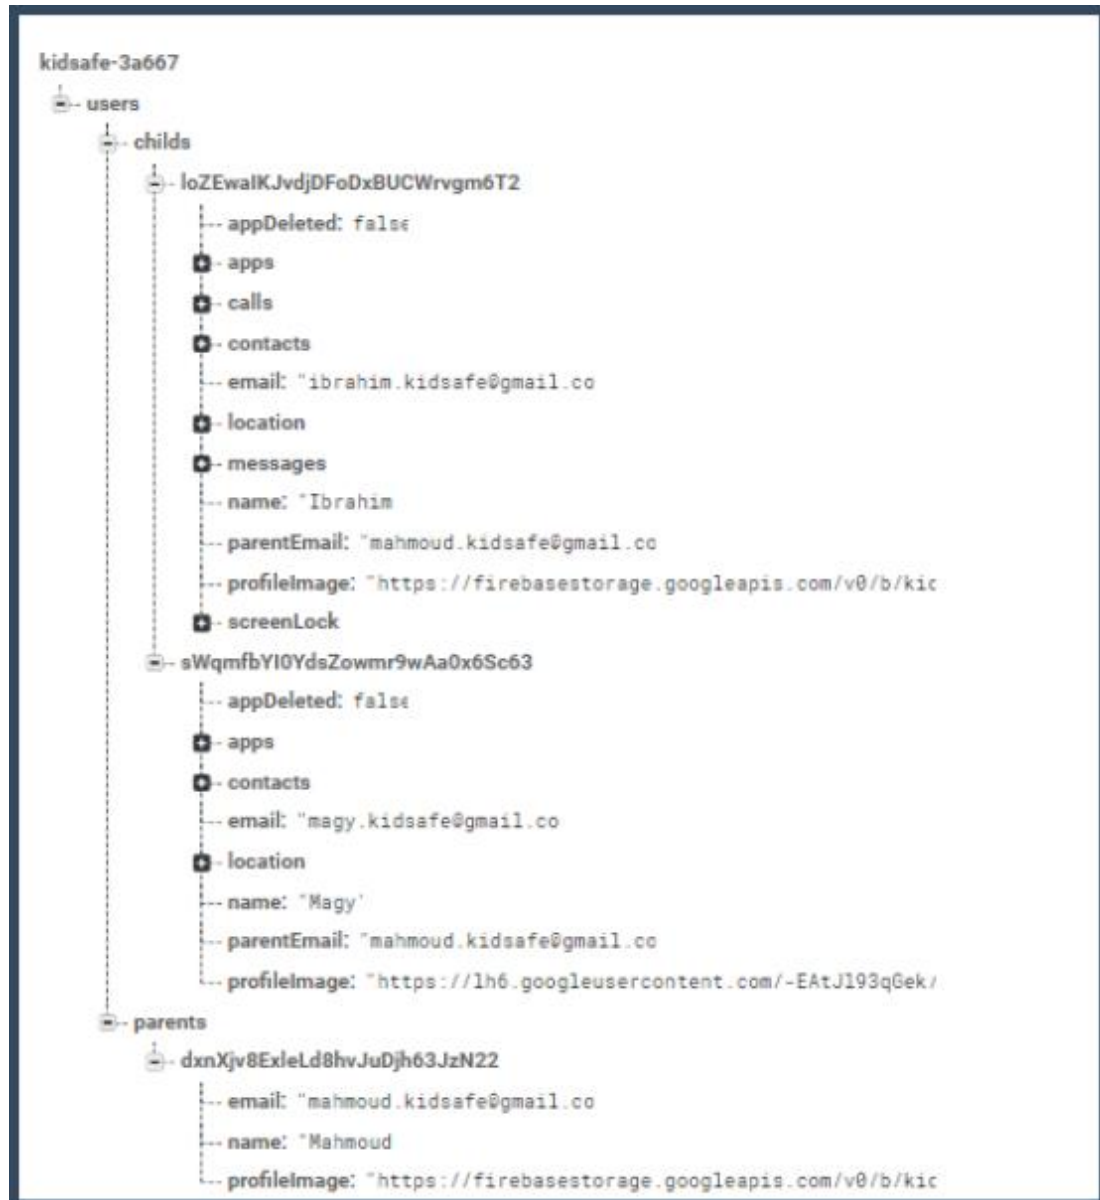 kidsafe-3a667
users
childs
loZEwaIKJvdjDFoDxBUCWrvgm6T2
appDeleted: false
apps
calls
contacts
email: "ibrahim.kidsafe@gmail.co
location
messages
name: "Ibrahim
parentEmail: "mahmoud.kidsafe@gmail.co
profileImage: "https://firebasestorage.googleapis.com/v0/b/kic
screenLock
sWqmfbYI0YdsZowmr9wAa0x6Sc63
appDeleted: false
apps
contacts
email: "magy.kidsafe@gmail.co
location
name: "Magy'
parentEmail: "mahmoud.kidsafe@gmail.co
profileImage: "https://lh6.googleusercontent.com/-EAtJl93qGek/
parents
dxnXjv8ExleLd8hvJuDjh63JzN22
email: "mahmoud.kidsafe@gmail.co
name: "Mahmoud
profileImage: "https://firebasestorage.googleapis.com/v0/b/kic